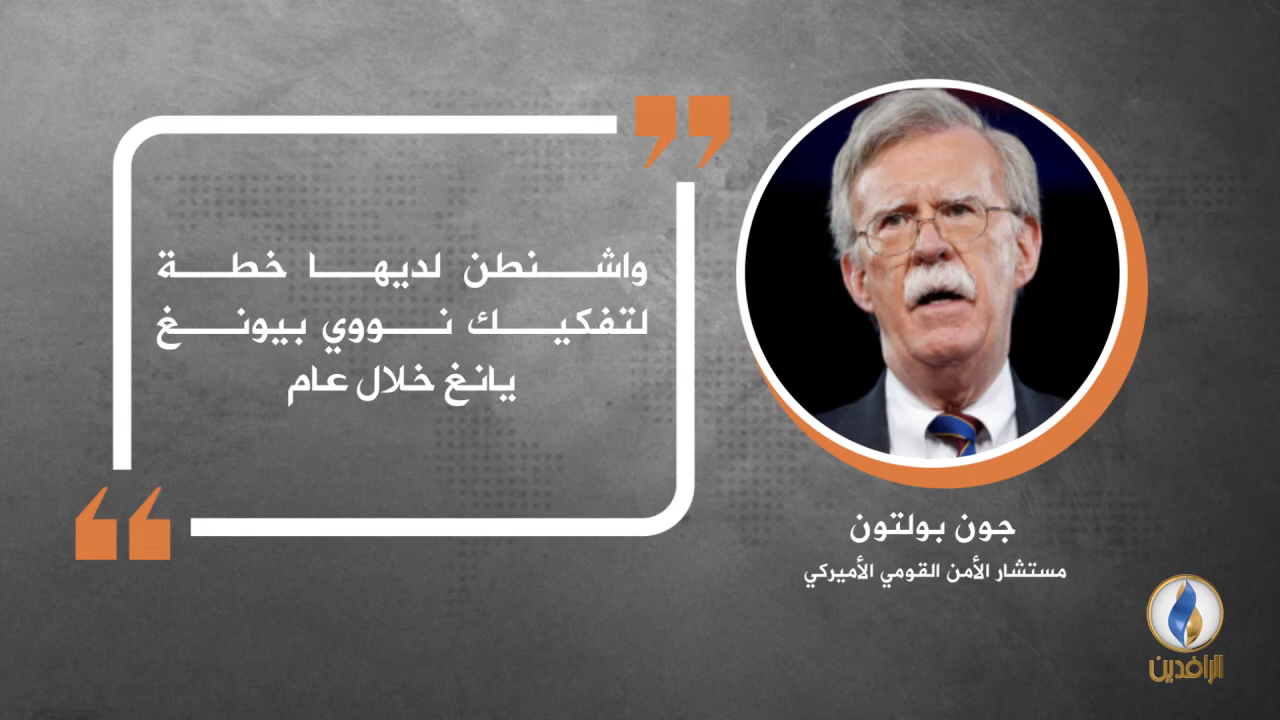 واشنطن لديها خطة
لتفكيك نووي بيونغ
يانغ خلال عام
جون بولتون
مستشار الأمن القومي الأميركي
الرافدين